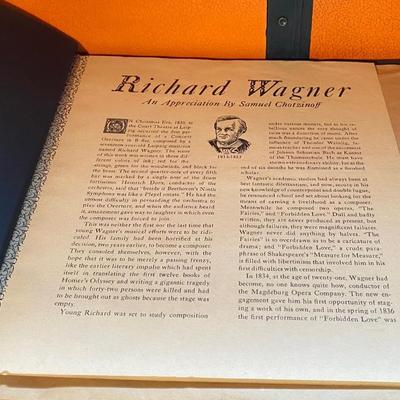 Richard Wagner
An Appreciation By Samuel Chotzinoff
On Christmas Eve, 1830, in
the Court Theatre at Leip-
zig occurred the first per-
formance of a Concert
Overture in B flat, composed by a
seventeen year-old Leipzig musician
named Richard Wagner. The score
of this work was written in three dif-
ferent colors of ink; red for the
strings, green for the woodwinds, and black for
the brass. The second quarter-note of every fifth
bar was marked by a single note of the drum
fortissimo. Heinrich Dorn, conductor of the
orchestra, said that "beside it Beethoven's Ninth
Symphony was like a Pleyel sonata." He had the
utmost difficulty in persuading the orchestra to
play the Overture, and when the audience heard
it, amazement gave way to laughter in which even
the composer was forced to join.
This was neither the first nor the last time that
young Wagner's musical efforts were to be ridi-
culed. His family had been horrified at his
decision, two years earlier, to become a composer.
They consoled themselves, however, with the
hope that it was to be merely a passing frenzy,
like the earlier literary impulse which had spent
itself in translating the first twelve books of
Homer's Odyssey and writing a gigantic tragedy
in which forty-two persons were killed and had
to be brought out as ghosts because the stage was
empty.
Young Richard was set to study composition
1813-1883
under various masters, but to his re-
bellious nature the very thought of
rules was a distortion of music. After
much floundering he came under the
influence of Theodor Weinlig, fu-
ture and one of the successors
of Johann Sebastian Bach as Kantor
of the Thomasschule. He must have
been a extraordinary scholar, for at the
end of six months he was examined and dismissed
as perfect.
Wagner's academic studies had always been at
best fantastic dilettantism, and now, secure in his
new knowledge of counterpoint and double fugue,
he renounced school and set about looking for the
means of earning a livelihood as a composer.
Meanwhile he composed two operas, "The
Fairies," and "Forbidden Love." Dull and badly
written, they are never produced at present, but
although failures, they were magnificent failures.
Wagner never did anything by halves. "The
Fairies" is so overdrawn as to be a caricature of
drama; and "Forbidden Love," a crude para-
phrase of Shakespeare's "Measure for Measure,"
is filled with libertinism that involved him in his
first difficulties with censorship.
In 1834, at the age of twenty-one, Wagner had
become, no one knows quite how, conductor of
the Magdeburg Opera Company. The new en-
gagement gave him his first opportunity of stag-
ing a work of his own, and in the spring of 1836
the first performance of "Forbidden Love" was